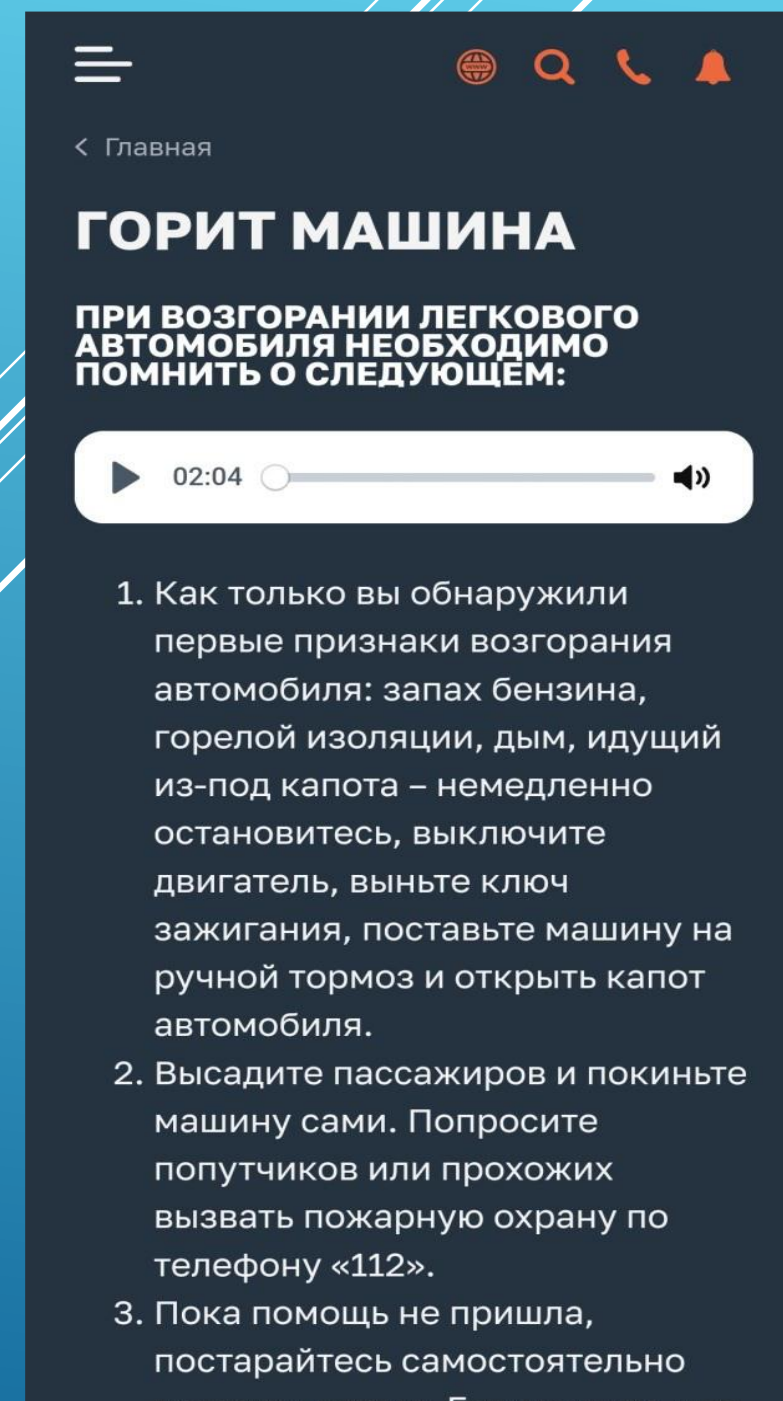 www
< Главная
ГОРИТ МАШИНА
ПРИ ВОЗГОРАНИИ ЛЕГКОВОГО
АВТОМОБИЛЯ НЕОБХОДИМО
ПОМНИТЬ О СЛЕДУЮЩЕМ:
02:04
1. Как только вы обнаружили
первые признаки возгорания
автомобиля: запах бензина,
горелой изоляции, дым, идущий
из-под капота – немедленно
остановитесь, выключите
двигатель, выньте ключ
зажигания, поставьте машину на
ручной тормоз и открыть капот
автомобиля.
2. Высадите пассажиров и покиньте
машину сами. Попросите
попутчиков или прохожих
вызвать пожарную охрану по
телефону «112».
3. Пока помощь не пришла,
постарайтесь самостоятельно